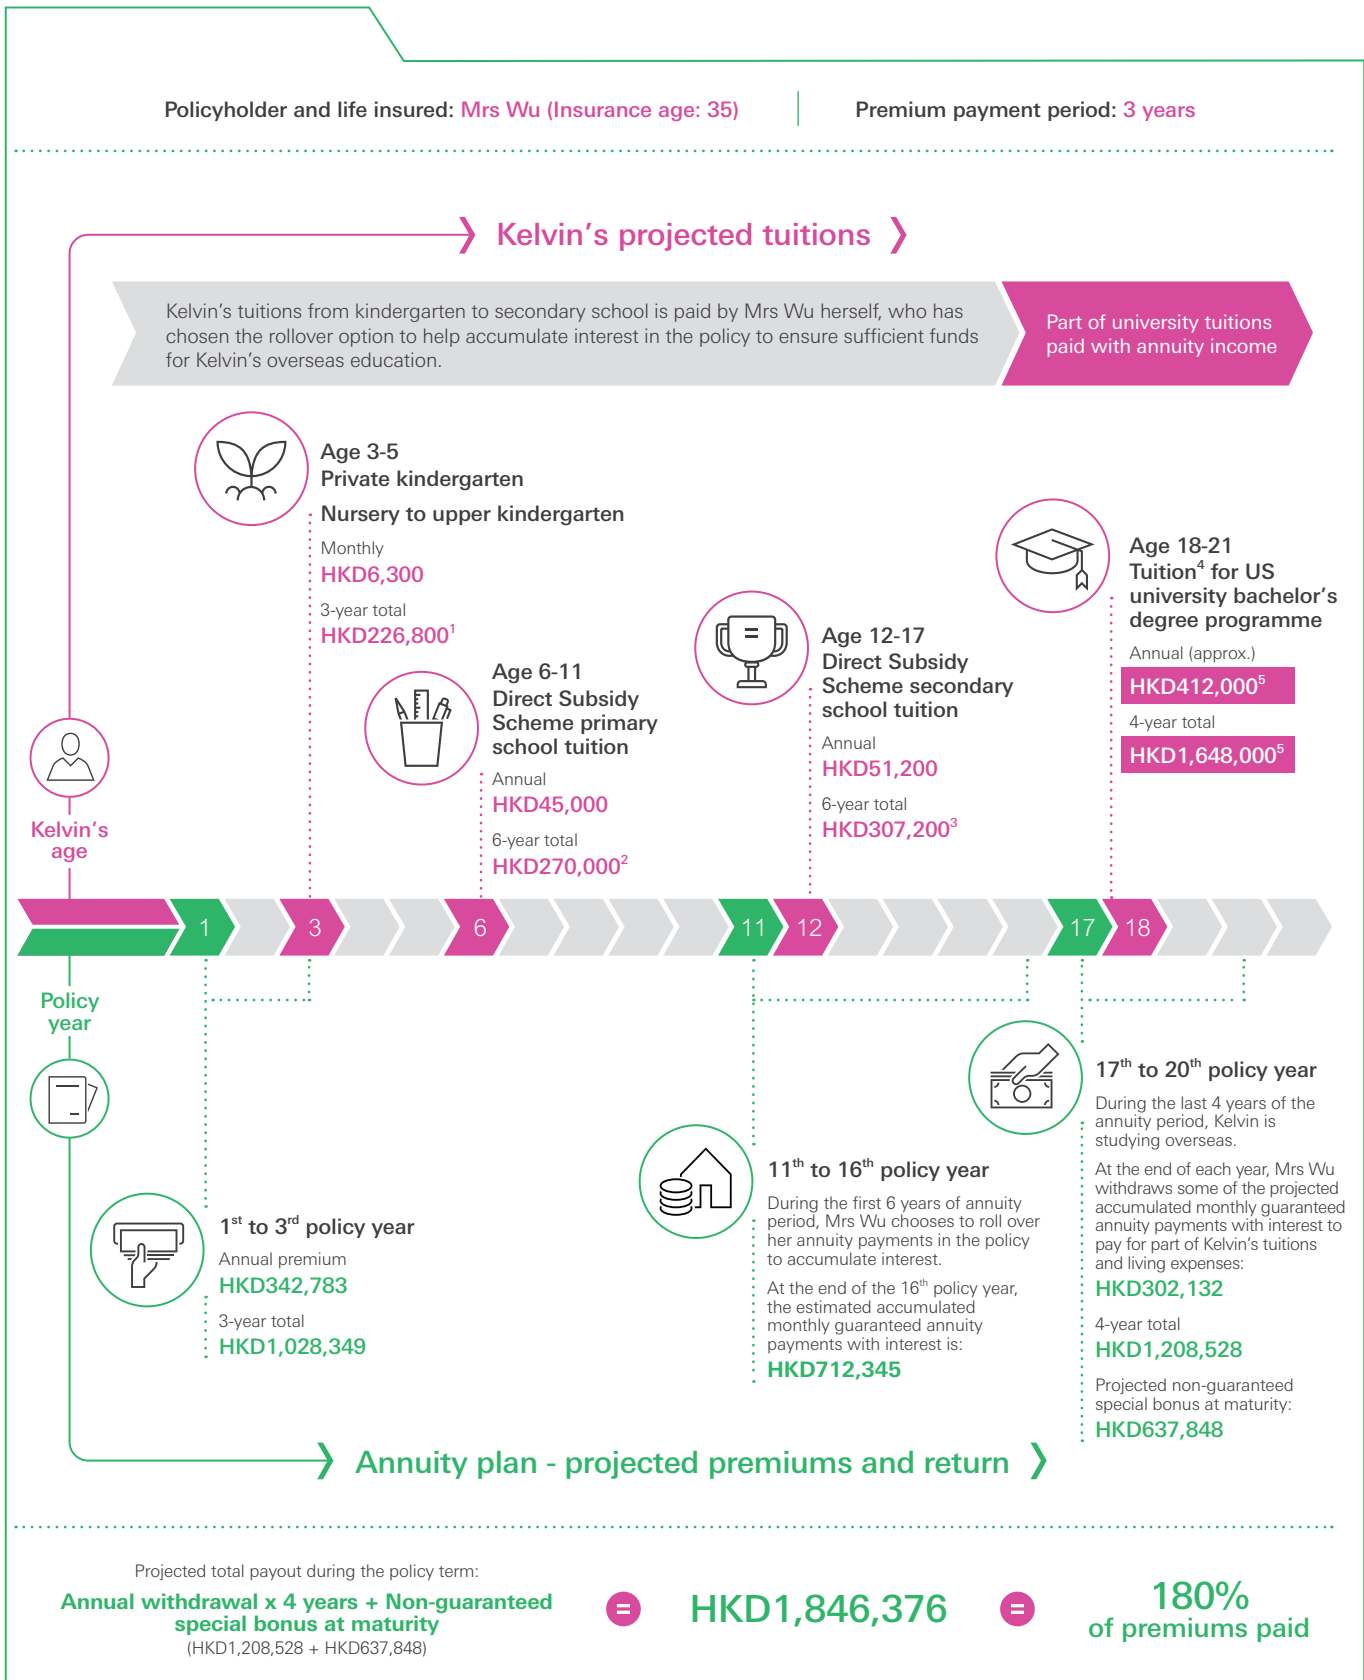 Policyholder and life insured: Mrs Wu (Insurance age: 35)
Premium payment period: 3 years
Kelvin's projected tuitions
Kelvin's tuitions from kindergarten to secondary school is paid by Mrs Wu herself, who has
chosen the rollover option to help accumulate interest in the policy to ensure sufficient funds
for Kelvin's overseas education.
Part of university tuitions
paid with annuity income
Age 3-5
Private kindergarten
Nursery to upper kindergarten
Monthly
HKD6,300
3-year total
HKD226,800¹
Age 6-11
Direct Subsidy
Scheme primary
school tuition
Annual
HKD45,000
6-year total
HKD270,000²
Age 12-17
Direct Subsidy
Scheme secondary
school tuition
Annual
HKD51,200
6-year total
HKD307,200³
Age 18-21
Tuition⁴ for US
university bachelor's
degree programme
Annual (approx.)
HKD412,000⁵
4-year total
HKD1,648,000⁵
Kelvin's
age
1 3 6 11 12 17 18
Policy
year
1st to 3rd policy year
Annual premium
HKD342,783
3-year total
HKD1,028,349
11th to 16th policy year
During the first 6 years of annuity
period, Mrs Wu chooses to roll over
her annuity payments in the policy
to accumulate interest.
At the end of the 16th policy year,
the estimated accumulated
monthly guaranteed annuity
payments with interest is:
HKD712,345
17th to 20th policy year
During the last 4 years of the
annuity period, Kelvin is
studying overseas.
At the end of each year, Mrs Wu
withdraws some of the projected
accumulated monthly guaranteed
annuity payments with interest to
pay for part of Kelvin's tuitions
and living expenses:
HKD302,132
4-year total
HKD1,208,528
Projected non-guaranteed
special bonus at maturity:
HKD637,848
Annuity plan - projected premiums and return
Projected total payout during the policy term:
Annual withdrawal x 4 years + Non-guaranteed
special bonus at maturity
(HKD1,208,528 + HKD637,848)
=
HKD1,846,376
=
180%
of premiums paid